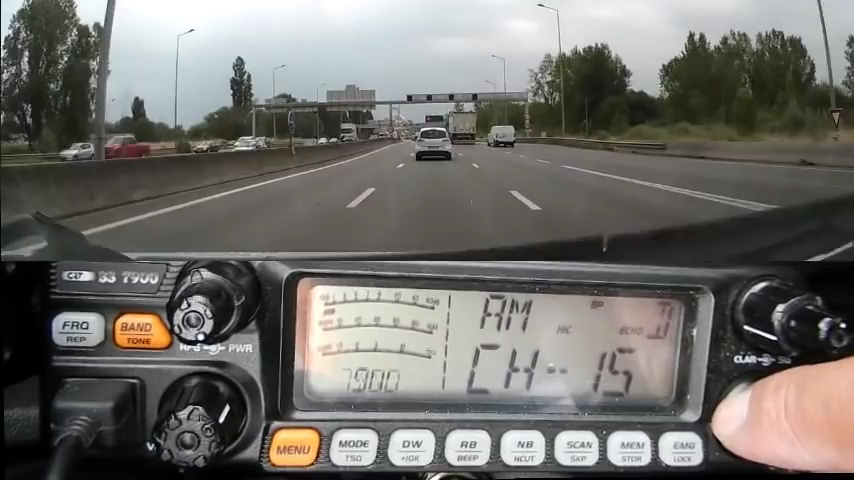 CRT SS 7900
FRQ
REP
BAND
TONE
RFG PWR
AM
MIC
BP
ECHO
CH-15
7900
CLAR
MENU
MODE
TSQ
DW
+10K
RB
BEEP
NB
HCUT
SCAN
SKP
MEM
STOR
EMG
LOCK